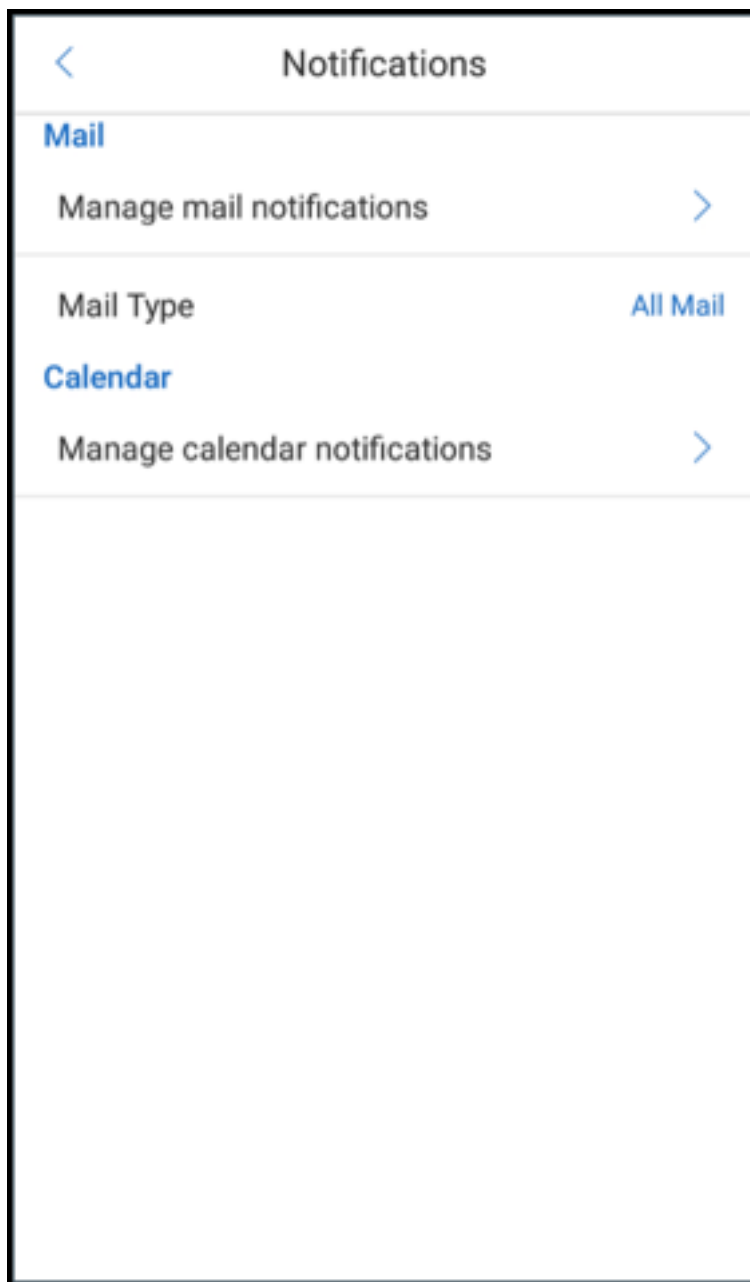 Notifications
Mail
Manage mail notifications
Mail Type All Mail
Calendar
Manage calendar notifications